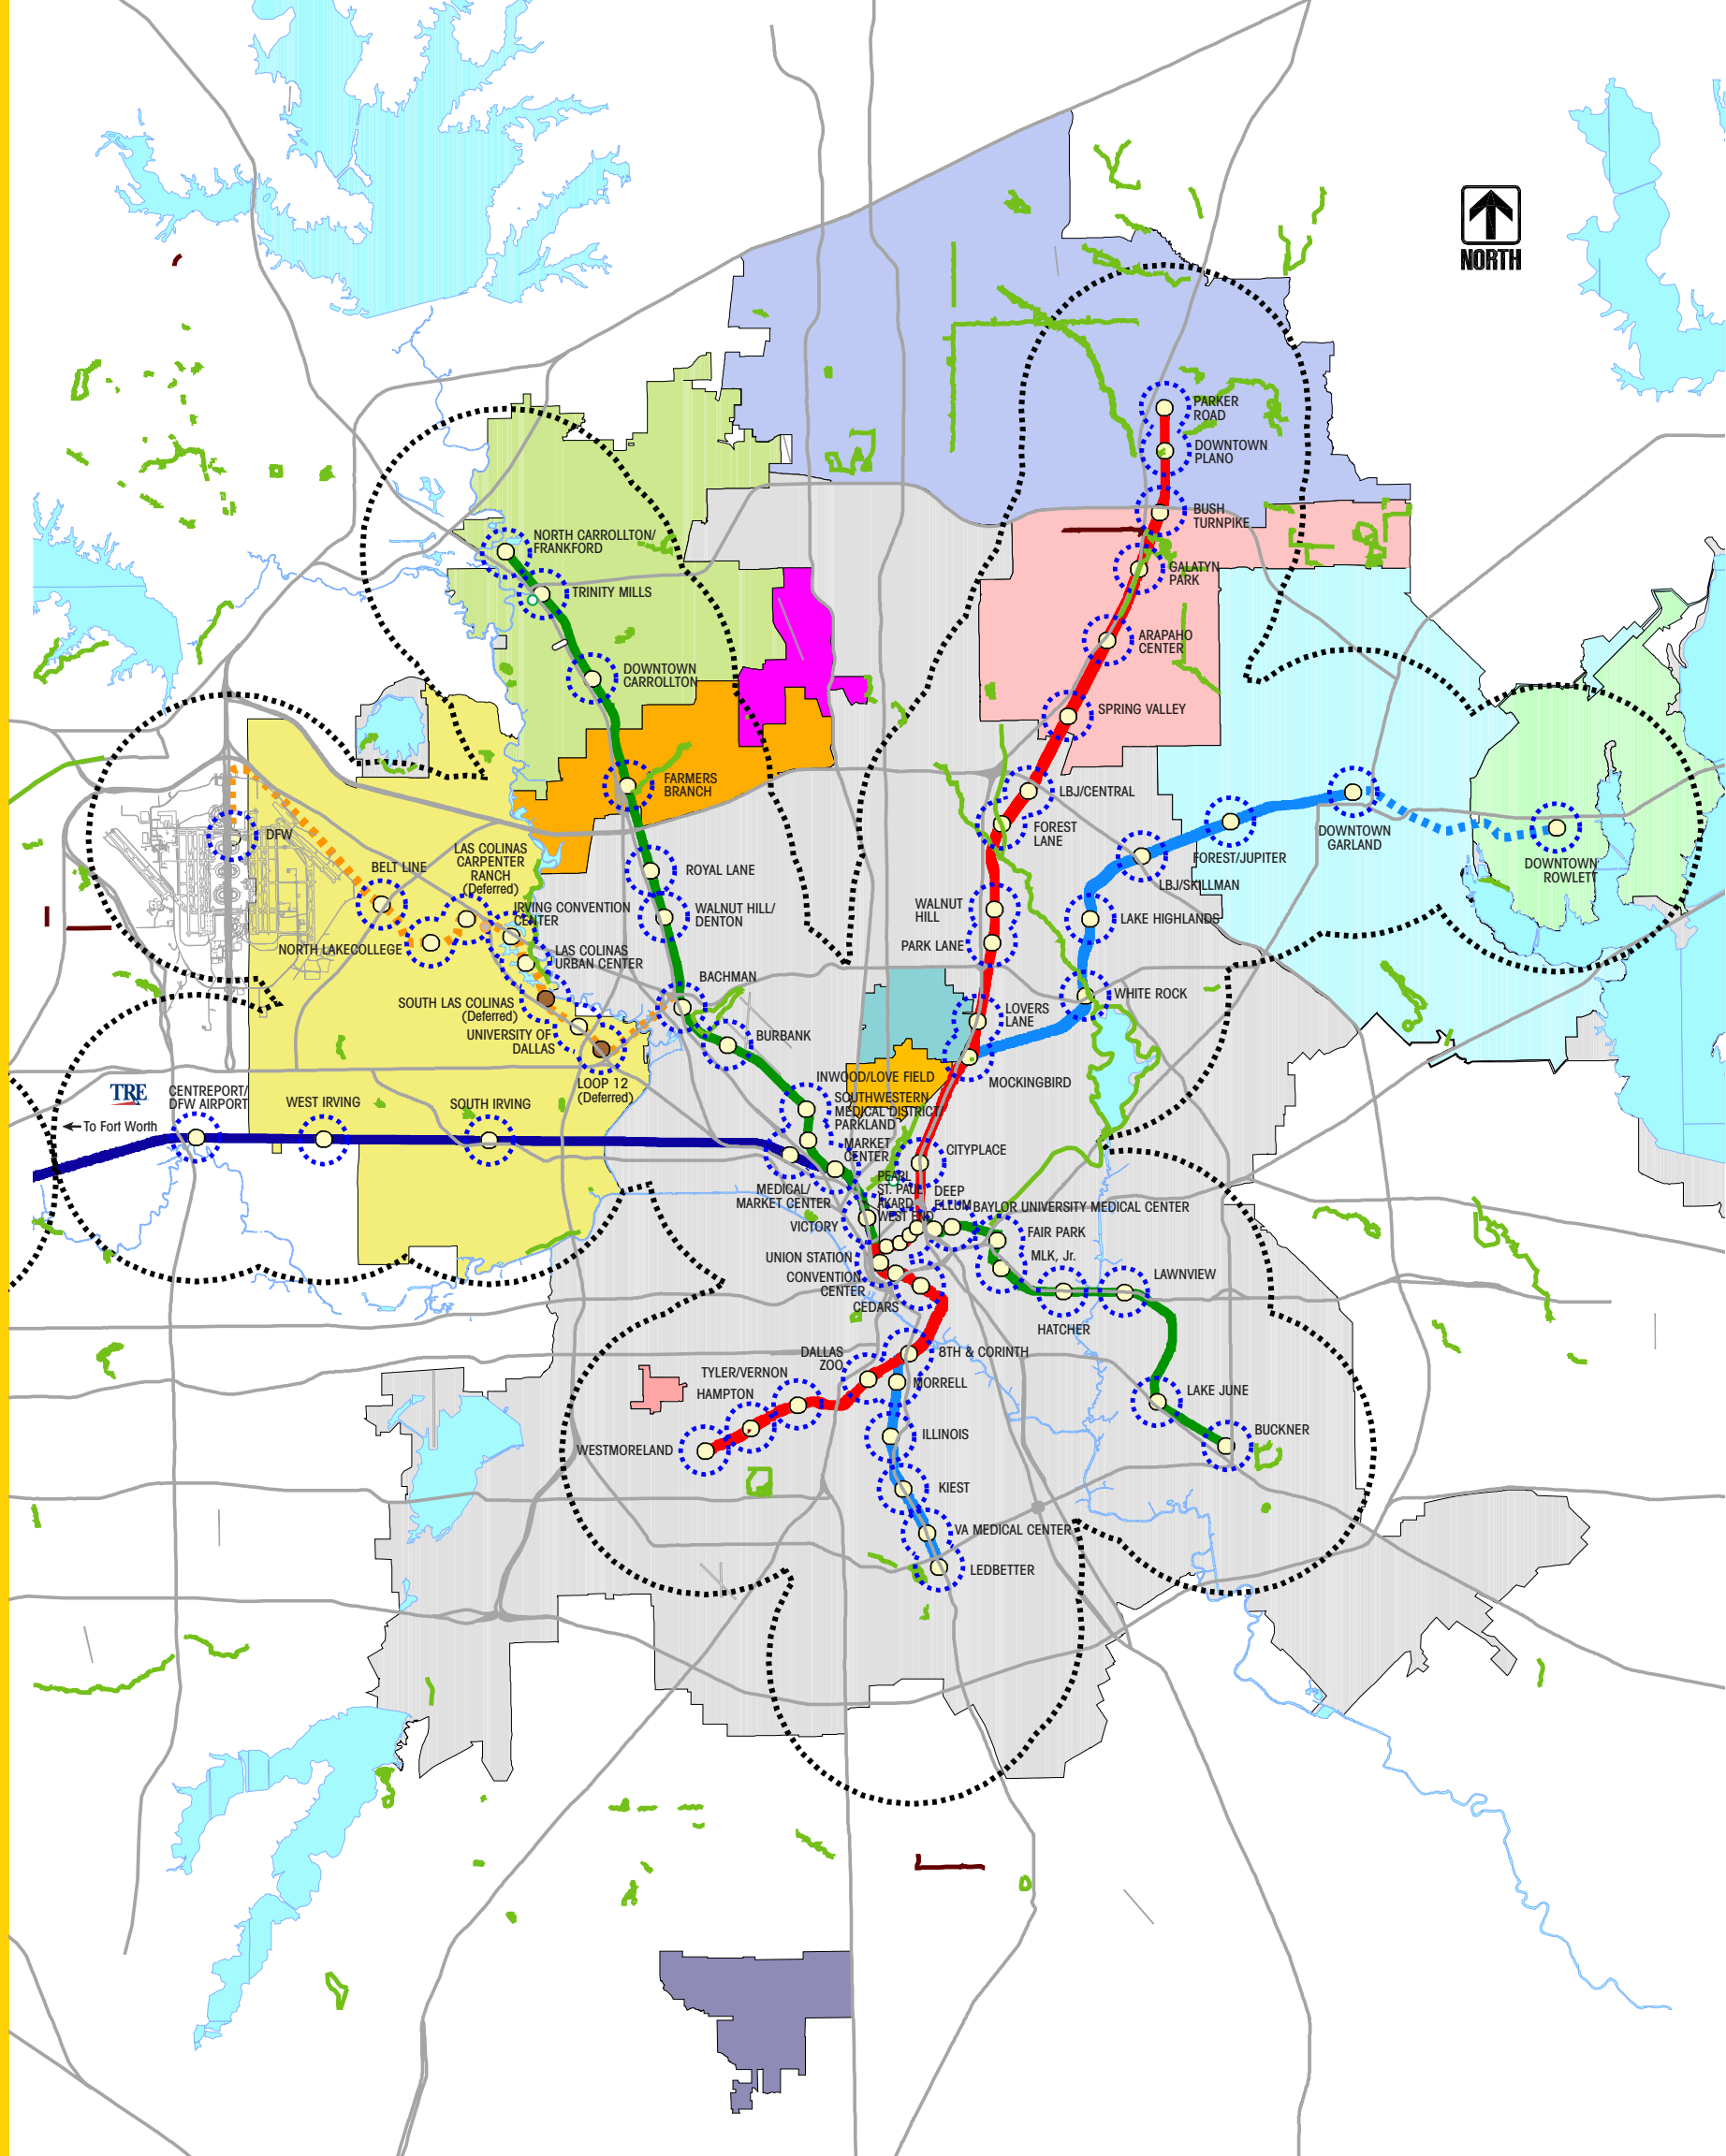 NORTH
PARKER
ROAD
DOWNTOWN
PLANO
BUSH
TURNPIKE
NORTH CARROLLTON/
FRANKFORD
GALATYN
PARK
TRINITY MILLS
ARAPAHO
CENTER
DOWNTOWN
CARROLLTON
SPRING VALLEY
FARMERS
BRANCH
LBJ/CENTRAL
DFW
FOREST
LANE
DOWNTOWN
GARLAND
LAS COLINAS
CARPENTER
RANCH
(Deferred)
BELT LINE
FOREST/JUPITER
DOWNTOWN
ROWLETT
ROYAL LANE
LBJ/SKILLMAN
IRVING CONVENTION
CENTER
WALNUT HILL/
DENTON
WALNUT
HILL
LAKE HIGHLANDS
NORTH LAKECOLLEGE
PARK LANE
LAS COLINAS
URBAN CENTER
BACHMAN
WHITE ROCK
SOUTH LAS COLINAS
(Deferred)
LOVERS
LANE
UNIVERSITY OF
DALLAS
BURBANK
LOOP 12
(Deferred)
INWOOD/LOVE FIELD
MOCKINGBIRD
TRE
CENTREPORT/
DFW AIRPORT
WEST IRVING
SOUTH IRVING
SOUTHWESTERN
MEDICAL DISTRICT/
PARKLAND
To Fort Worth
MARKET
CENTER
CITYPLACE
MEDICAL/
MARKET CENTER
PEARL
ST. PAUL
AKARD
WEST END
DEEP
ELLUM
BAYLOR UNIVERSITY MEDICAL CENTER
VICTORY
FAIR PARK
UNION STATION
MLK, Jr.
CONVENTION
CENTER
LAWNVIEW
CEDARS
HATCHER
DALLAS
ZOO
8TH & CORINTH
TYLER/VERNON
MORRELL
HAMPTON
LAKE JUNE
WESTMORELAND
ILLINOIS
BUCKNER
KIEST
VA MEDICAL CENTER
LEDBETTER